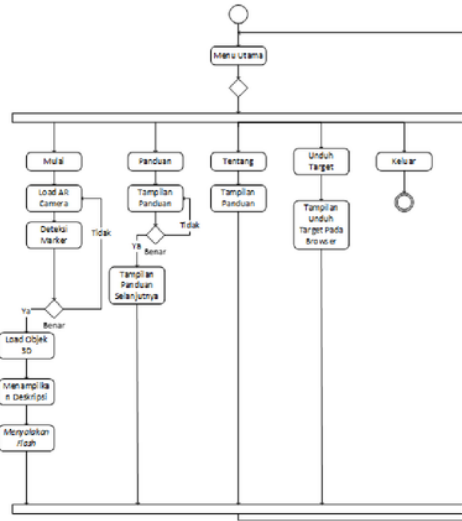 Menu Utama
Mulai
Panduan
Tentang
Unduh
Target
Keluar
Load AR
Camera
Tampilan
Panduan
Tampilan
Panduan
Tampilan
Unduh
Target Pada
Browser
Deteksi
Marker
Tidak
Tidak
Ya
Benar
Tampilan
Panduan
Selanjutnya
Ya
Benar
Load Objek
3D
Menampilka
n Deskripsi
Menyalakan
Flash